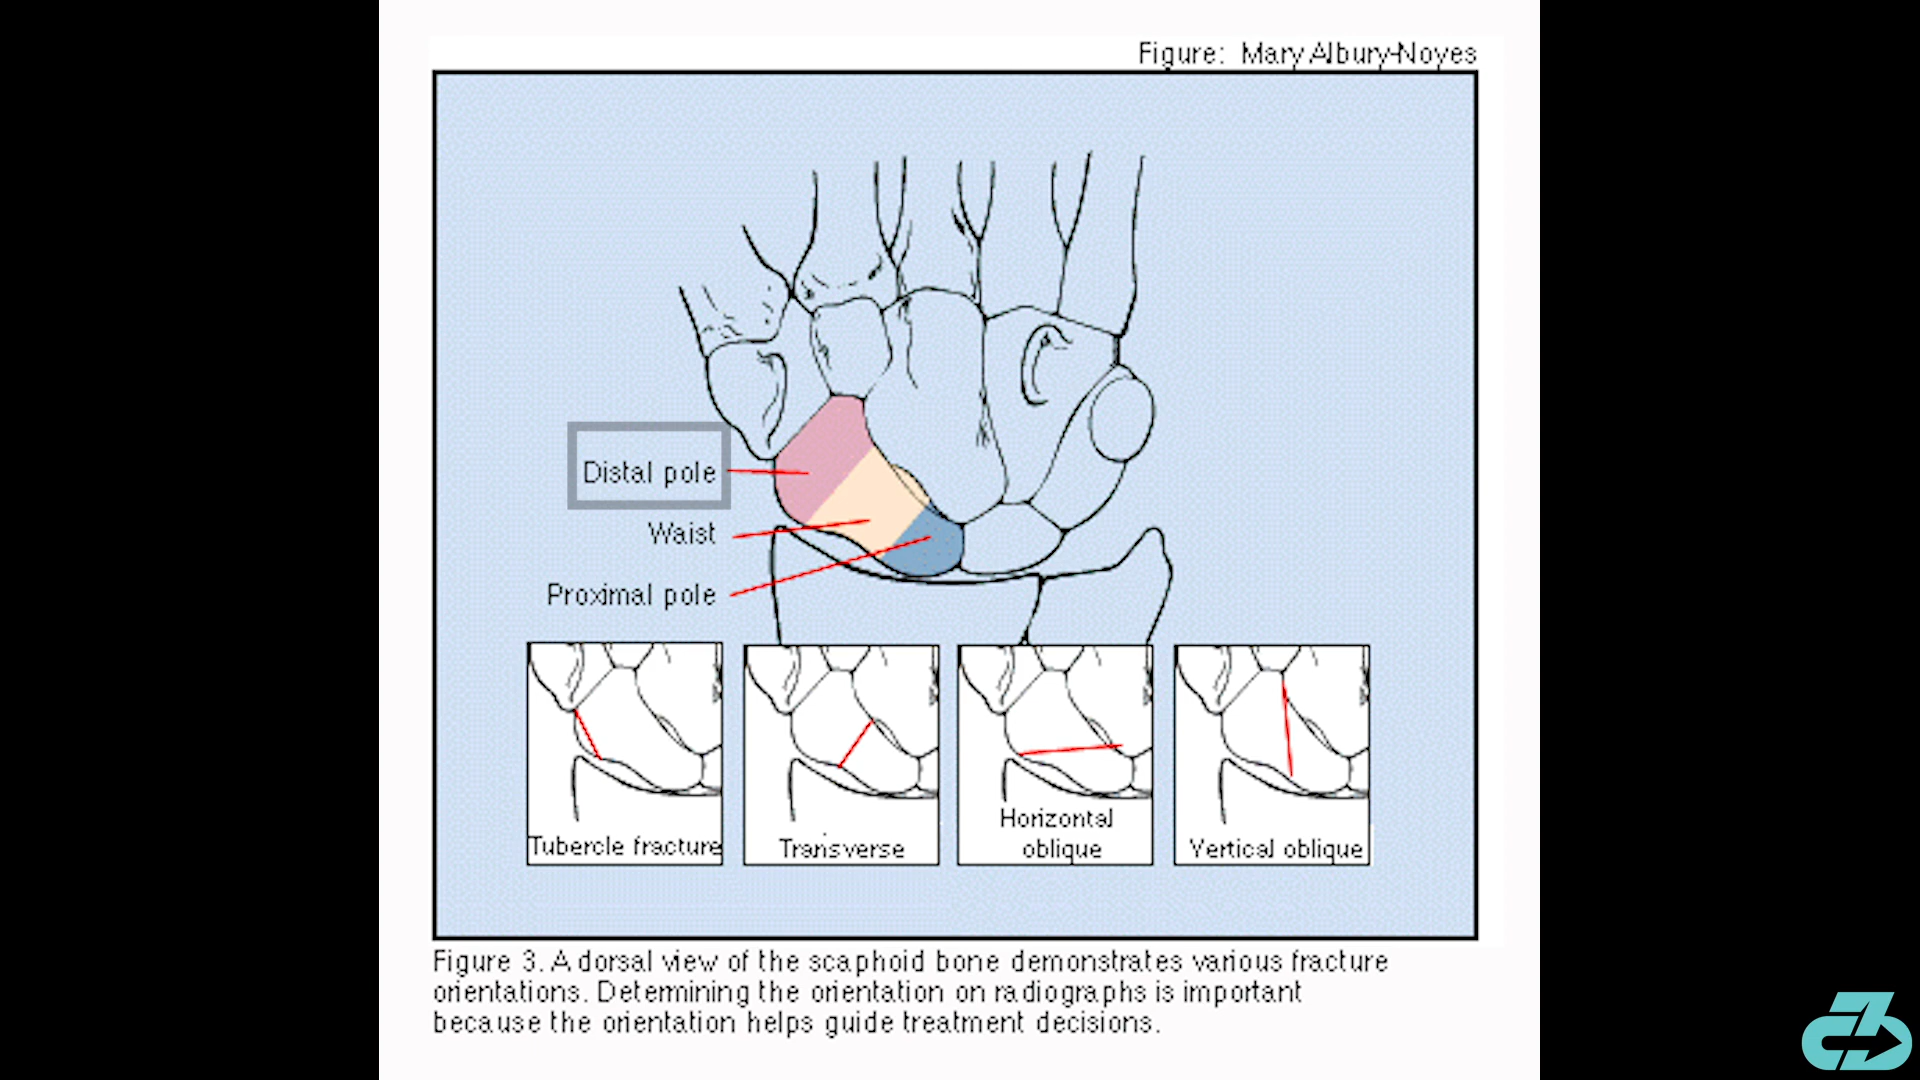 Figure: Mary Albury-Noyes
Distal pole
Waist
Proximal pole
Tubercle fracture
Transverse
Horizontal
oblique
Vertical oblique
Figure 3. A dorsal view of the scaphoid bone demonstrates various fracture
orientations. Determining the orientation on radiographs is important
because the orientation helps guide treatment decisions.